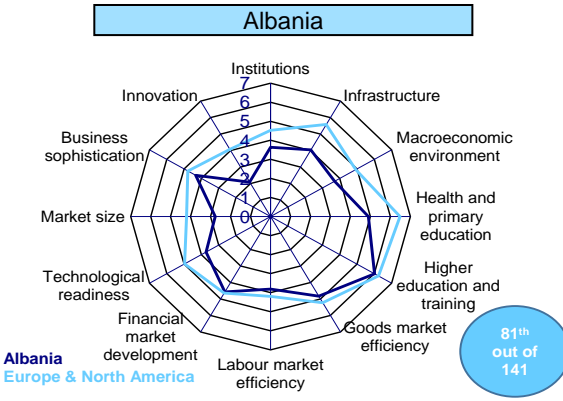 Albania
Institutions
Infrastructure
Macroeconomic
environment
Health and
primary
education
Higher
education and
training
Goods market
efficiency
Labour market
efficiency
Financial
market
development
Technological
readiness
Market size
Business
sophistication
Innovation
7
6
5
4
3
2
1
0
Albania
Europe & North America
81th
out of
141